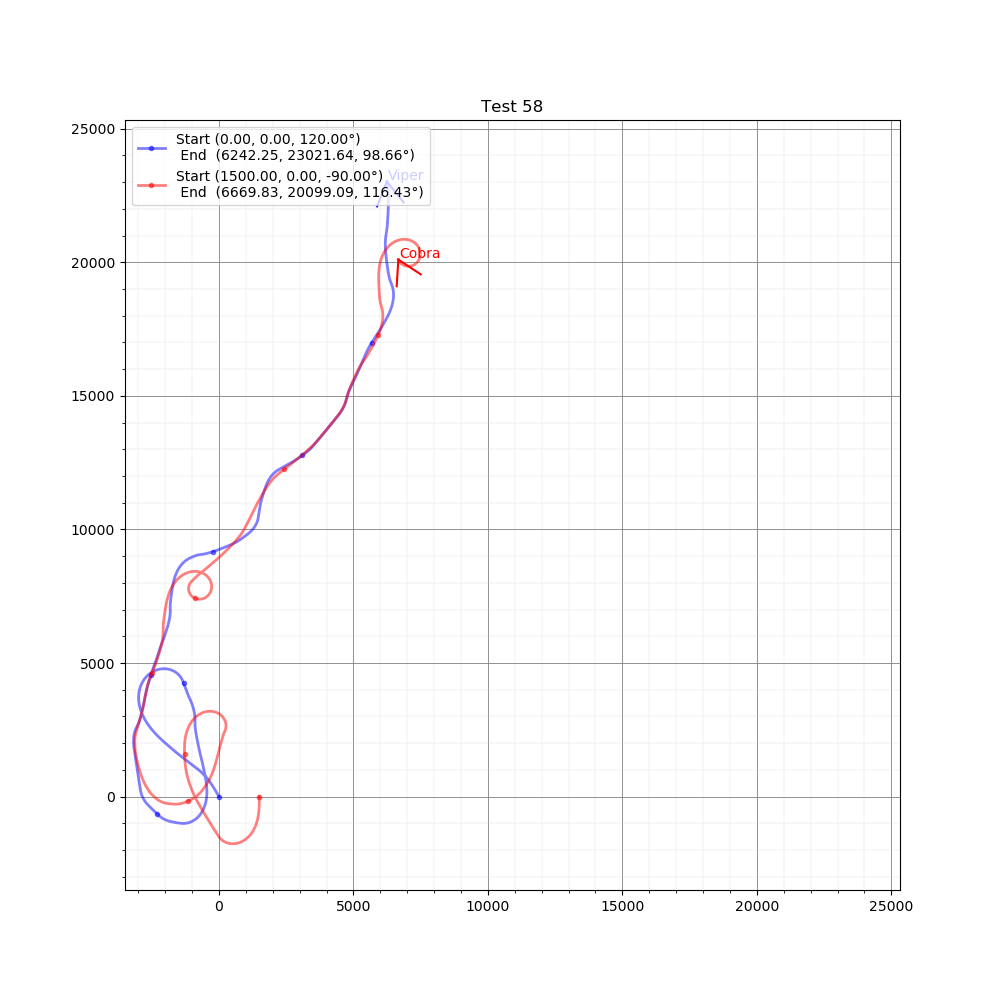 Test 58
Start (0.00, 0.00, 120.00°)
End (6242.25, 23021.64, 98.66°)
Start (1500.00, 0.00, -90.00°)
End (6669.83, 20099.09, 116.43°)
Viper
Cobra
25000
20000
15000
10000
5000
0
0
5000
10000
15000
20000
25000